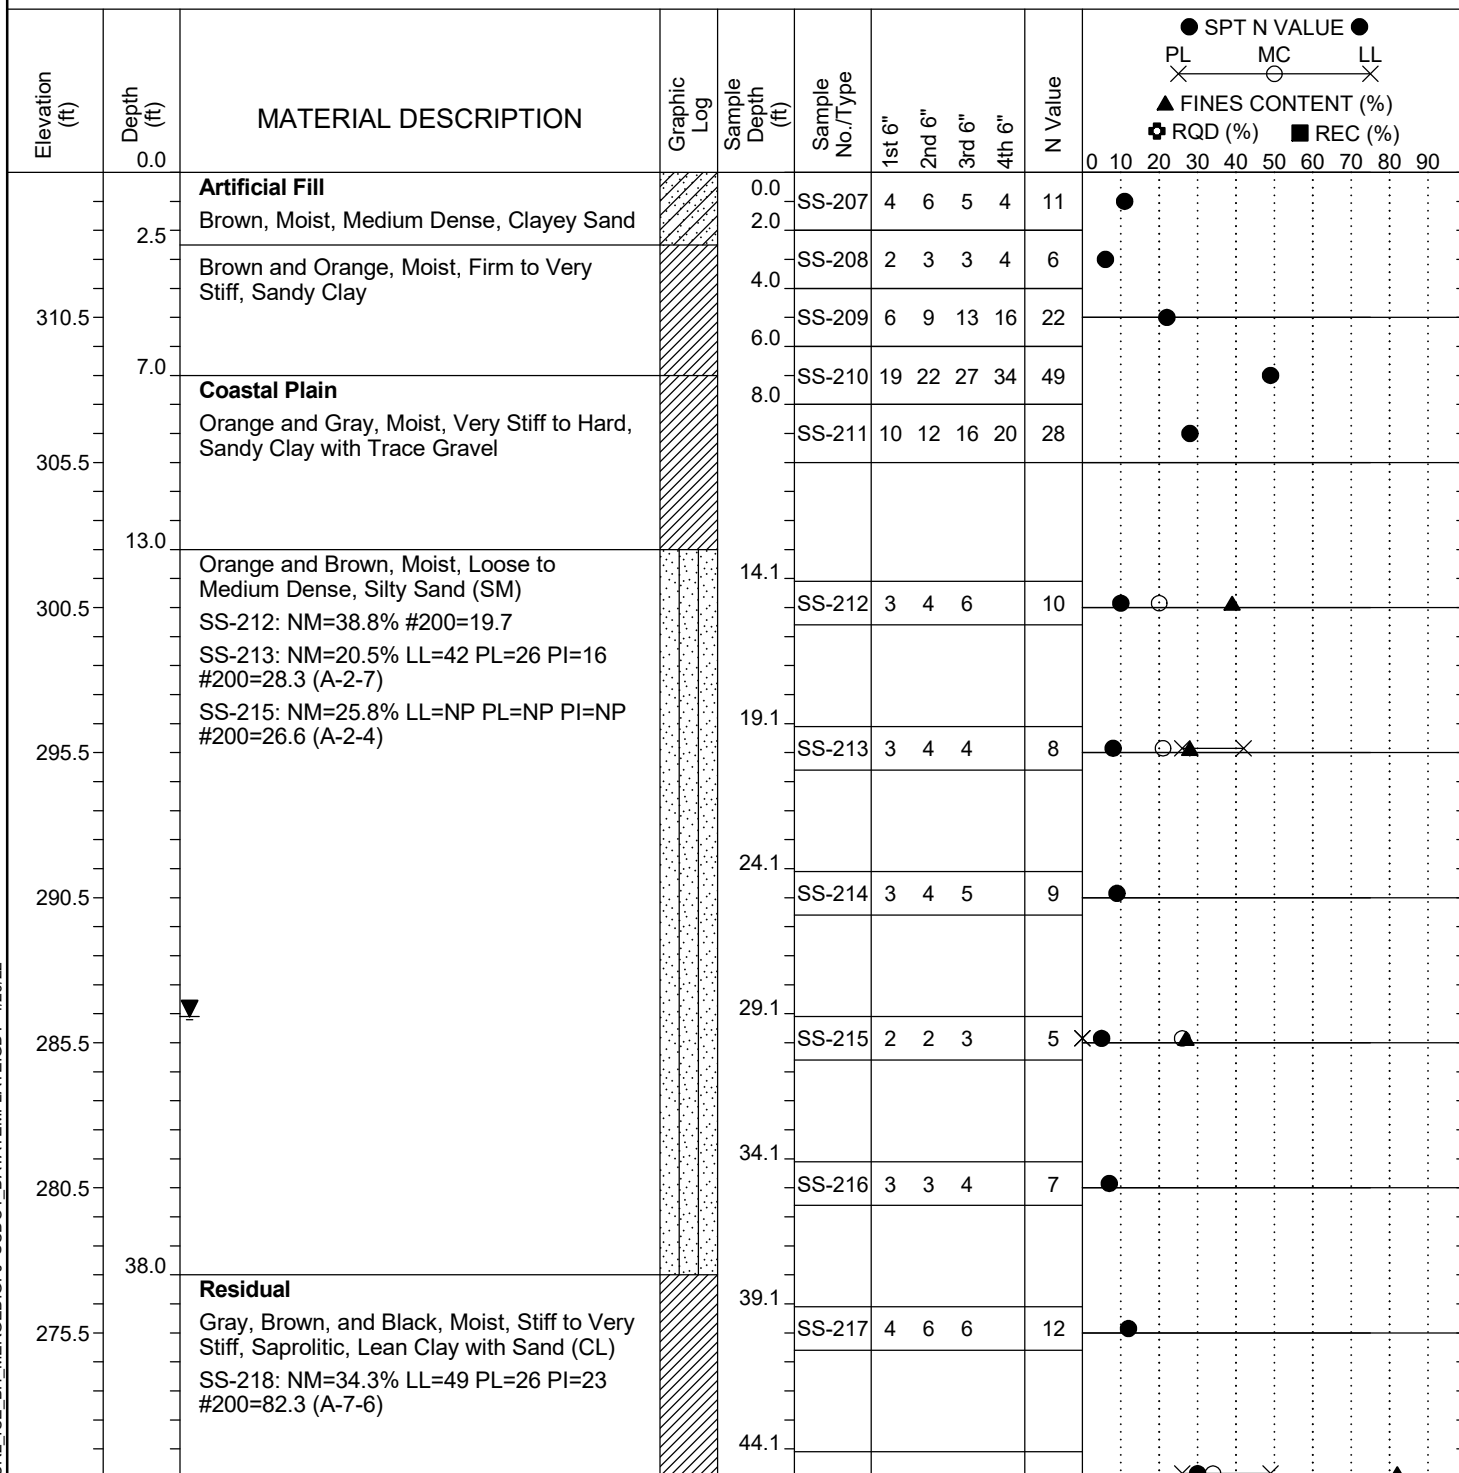 Elevation (ft)
Depth (ft)
0.0
MATERIAL DESCRIPTION
Graphic Log
Sample Depth (ft)
Sample No./Type
1st 6"
2nd 6"
3rd 6"
4th 6"
N Value
SPT N VALUE
PL MC LL
FINES CONTENT (%)
RQD (%) REC (%)
0 10 20 30 40 50 60 70 80 90
Artificial Fill
Brown, Moist, Medium Dense, Clayey Sand
2.5
0.0
2.0
SS-207 4 6 5 4 11
Brown and Orange, Moist, Firm to Very
Stiff, Sandy Clay
SS-208 2 3 3 4 6
4.0
310.5
SS-209 6 9 13 16 22
6.0
7.0
Coastal Plain
Orange and Gray, Moist, Very Stiff to Hard,
Sandy Clay with Trace Gravel
SS-210 19 22 27 34 49
8.0
SS-211 10 12 16 20 28
305.5
13.0
Orange and Brown, Moist, Loose to
Medium Dense, Silty Sand (SM)
14.1
300.5
SS-212 3 4 6 10
SS-212: NM=38.8% #200=19.7
SS-213: NM=20.5% LL=42 PL=26 PI=16
#200=28.3 (A-2-7)
SS-215: NM=25.8% LL=NP PL=NP PI=NP
#200=26.6 (A-2-4)
19.1
295.5
SS-213 3 4 4 8
24.1
290.5
SS-214 3 4 5 9
29.1
285.5
SS-215 2 2 3 5
34.1
280.5
SS-216 3 3 4 7
38.0
Residual
Gray, Brown, and Black, Moist, Stiff to Very
Stiff, Saprolitic, Lean Clay with Sand (CL)
39.1
275.5
SS-217 4 6 6 12
SS-218: NM=34.3% LL=49 PL=26 PI=23
#200=82.3 (A-7-6)
44.1